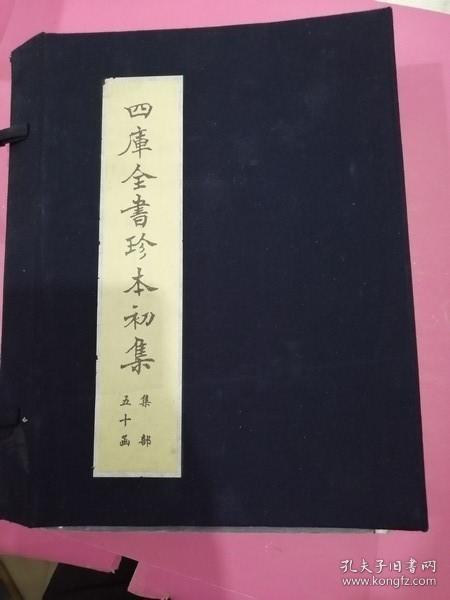 四庫全書珍本初集
集部
五十函
孔夫子旧书网
www.kongfz.com